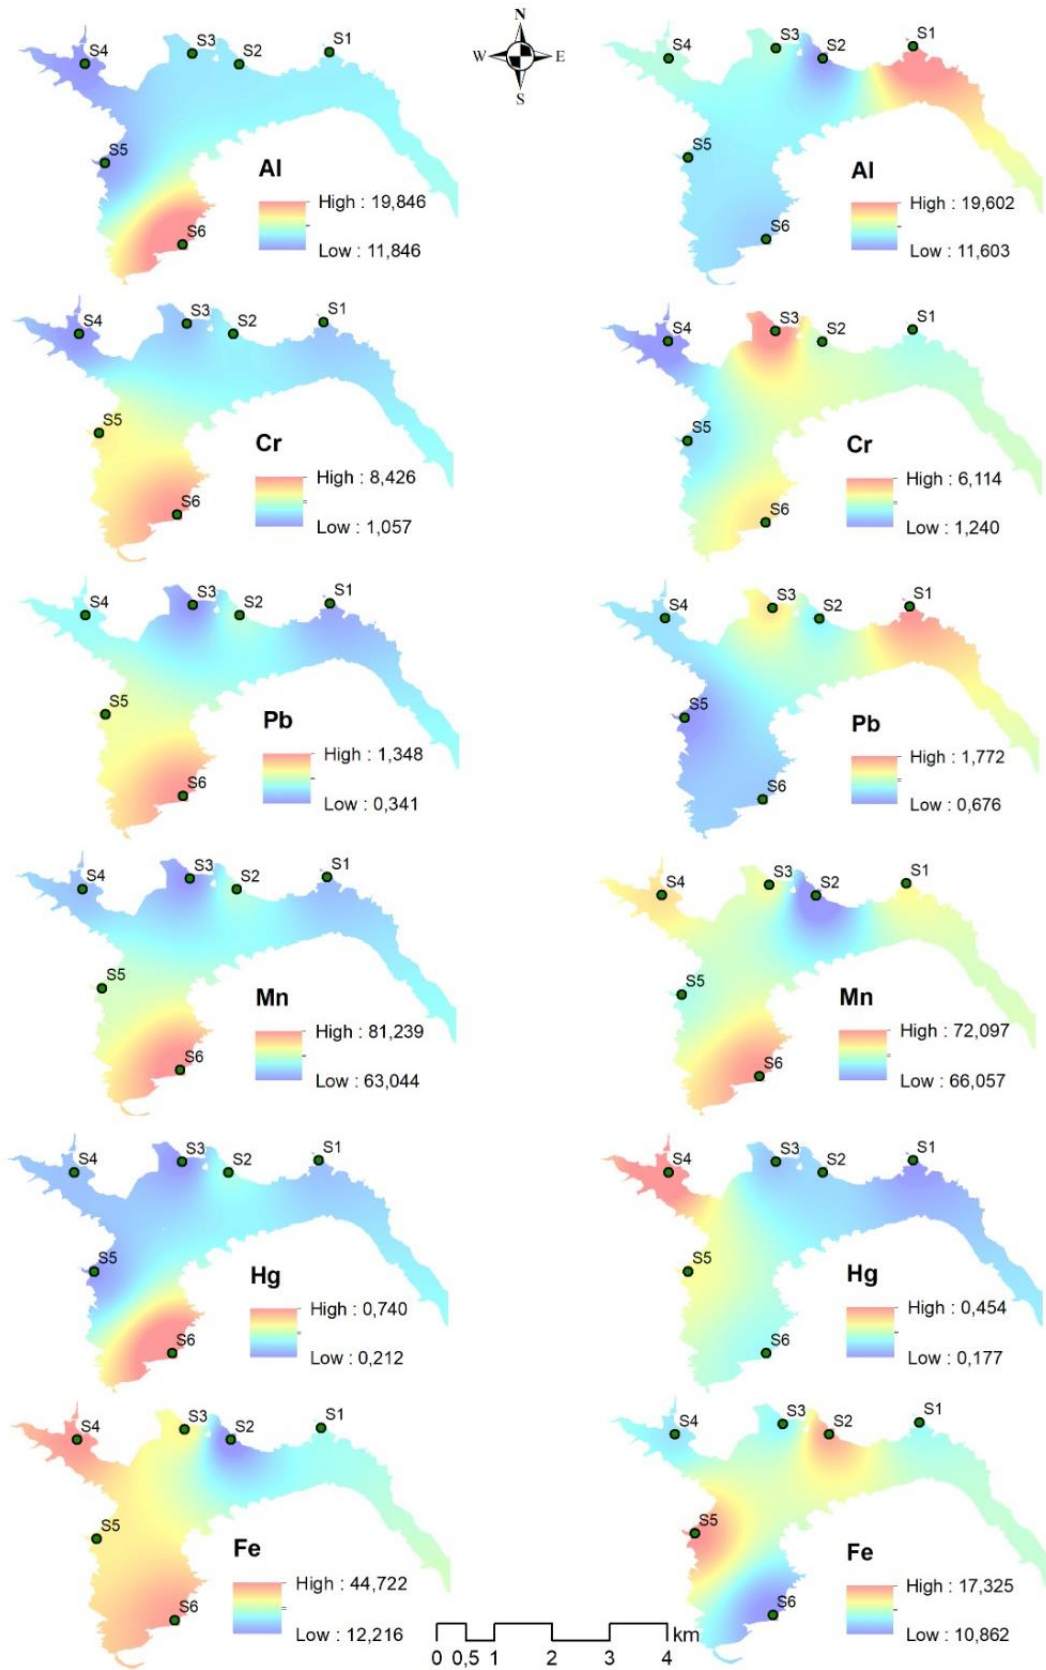 N
W E
S
S4 S3 S2 S1
S5
Al
High : 19,846
S6
Low : 11,846
S4 S3 S2 S1
S5
Al
High : 19,602
S6
Low : 11,603
S4 S3 S2 S1
S5
Cr
High : 8,426
S6
Low : 1,057
S4 S3 S2 S1
S5
Cr
High : 6,114
S6
Low : 1,240
S4 S3 S2 S1
S5
Pb
High : 1,348
S6
Low : 0,341
S4 S3 S2 S1
S5
Pb
High : 1,772
S6
Low : 0,676
S4 S3 S2 S1
S5
Mn
High : 81,239
S6
Low : 63,044
S4 S3 S2 S1
S5
Mn
High : 72,097
S6
Low : 66,057
S4 S3 S2 S1
S5
Hg
High : 0,740
S6
Low : 0,212
S4 S3 S2 S1
S5
Hg
High : 0,454
S6
Low : 0,177
S4 S3 S2 S1
S5
Fe
High : 44,722
S6
Low : 12,216
S4 S3 S2 S1
S5
Fe
High : 17,325
S6
Low : 10,862
km
0 0,5 1 2 3 4